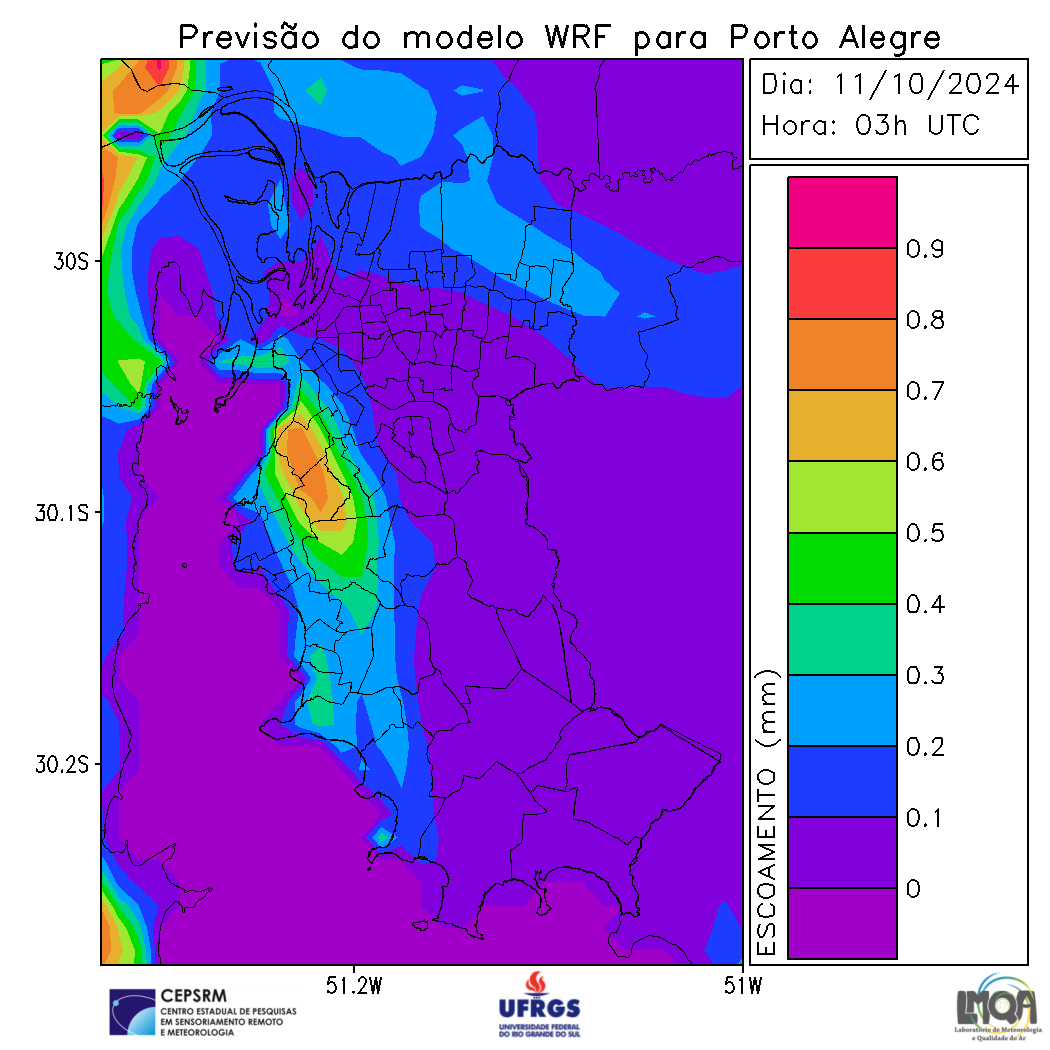 Previsão do modelo WRF para Porto Alegre
Dia: 11/10/2024
Hora: 03h UTC
30S
30.1S
30.2S
51.2W
51W
ESCOAMENTO (mm)
0.9
0.8
0.7
0.6
0.5
0.4
0.3
0.2
0.1
0
CEPSRM
CENTRO ESTADUAL DE PESQUISAS
EM SENSORIAMENTO REMOTO
E METEOROLOGIA
UFRGS
UNIVERSIDADE FEDERAL
DO RIO GRANDE DO SUL
LMQA
Laboratório de Meteorologia
e Qualidade do Ar